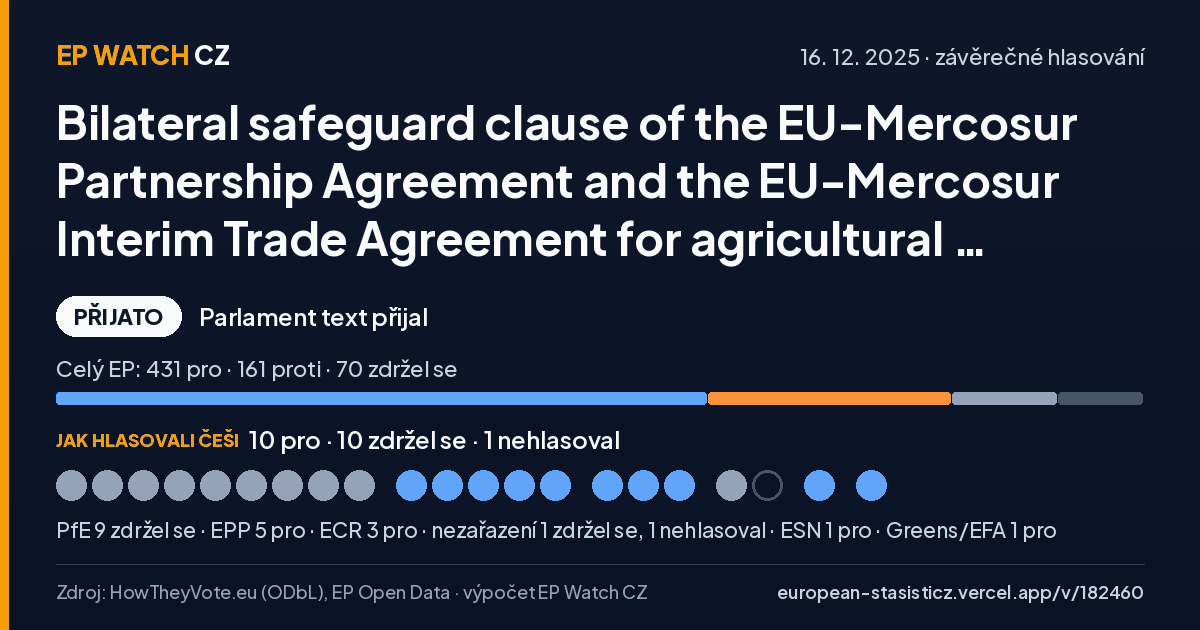 EP WATCH CZ
16. 12. 2025 · závěrečné hlasování
Bilateral safeguard clause of the EU–Mercosur
Partnership Agreement and the EU–Mercosur
Interim Trade Agreement for agricultural …
PŘIJATO Parlament text přijal
Celý EP: 431 pro · 161 proti · 70 zdržel se
JAK HLASOVALI ČEŠI 10 pro · 10 zdržel se · 1 nehlasoval
PfE 9 zdržel se · EPP 5 pro · ECR 3 pro · nezařazení 1 zdržel se, 1 nehlasoval · ESN 1 pro · Greens/EFA 1 pro
Zdroj: HowTheyVote.eu (ODbL), EP Open Data · výpočet EP Watch CZ
european-stasisticz.vercel.app/v/182460